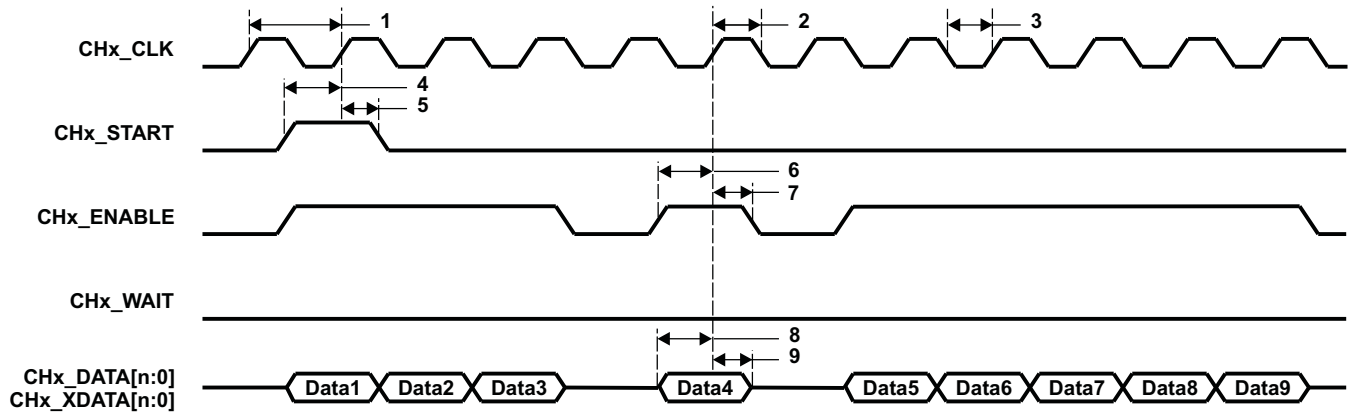 1
2
3
CHx_CLK
4
5
CHx_START
6
7
CHx_ENABLE
CHx_WAIT
8
9
CHx_DATA[n:0]
CHx_XDATA[n:0]
Data1 Data2 Data3 Data4 Data5 Data6 Data7 Data8 Data9